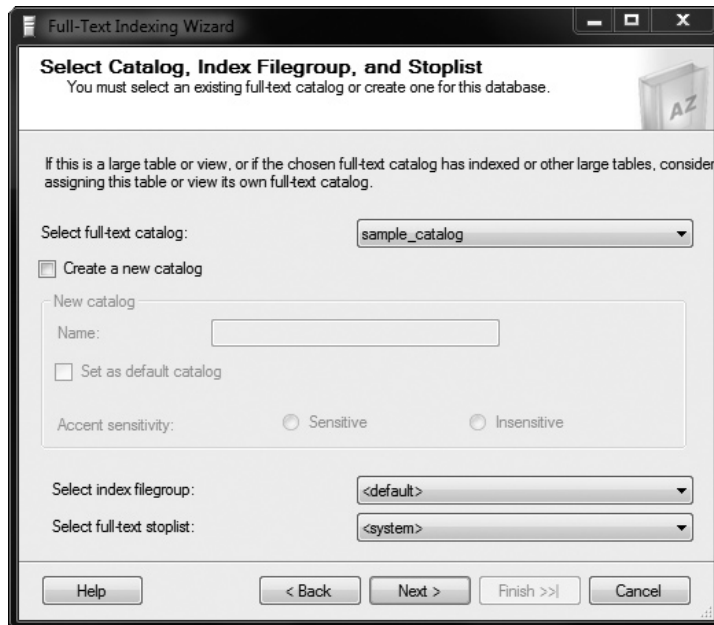 Full-Text Indexing Wizard
Select Catalog, Index Filegroup, and Stoplist
You must select an existing full-text catalog or create one for this database.
AZ
If this is a large table or view, or if the chosen full-text catalog has indexed or other large tables, consider
assigning this table or view its own full-text catalog.
Select full-text catalog: sample_catalog
Create a new catalog
New catalog
Name:
Set as default catalog
Accent sensitivity: Sensitive Insensitive
Select index filegroup: <default>
Select full-text stoplist: <system>
Help < Back Next > Finish >>| Cancel